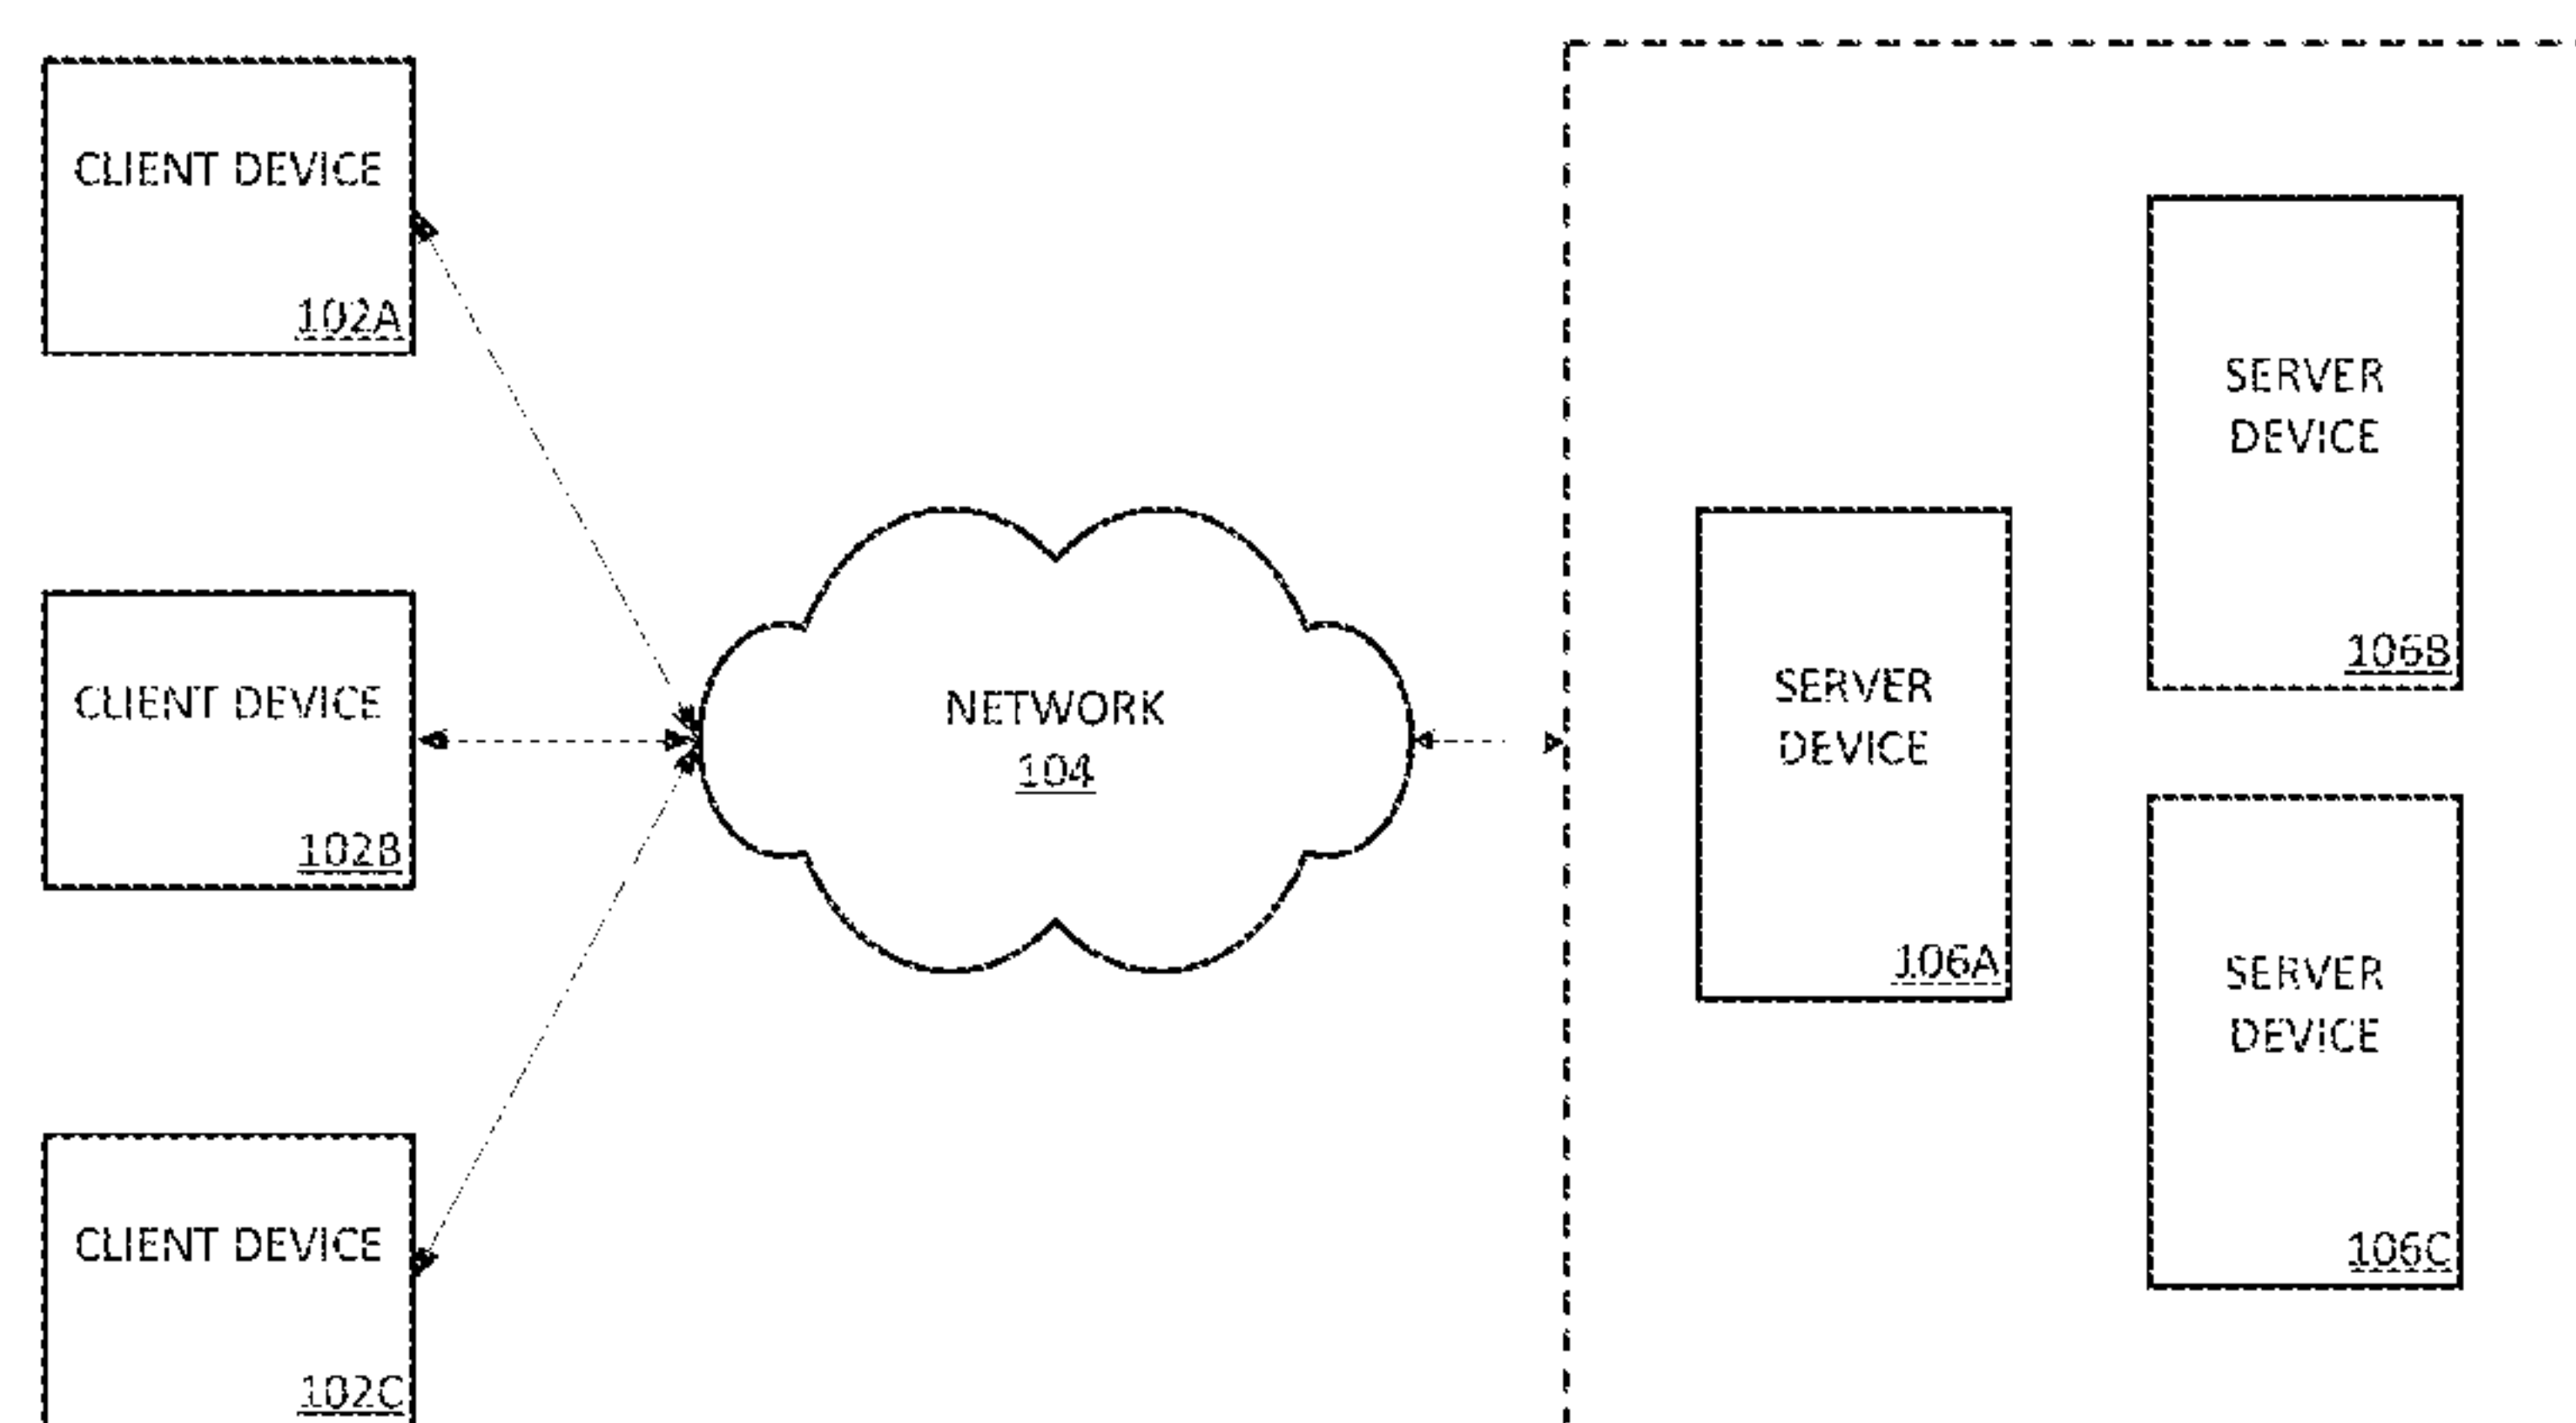 CLIENT DEVICE
102A
CLIENT DEVICE
102B
CLIENT DEVICE
102C
NETWORK
104
SERVER
DEVICE
106A
SERVER
DEVICE
106B
SERVER
DEVICE
106C